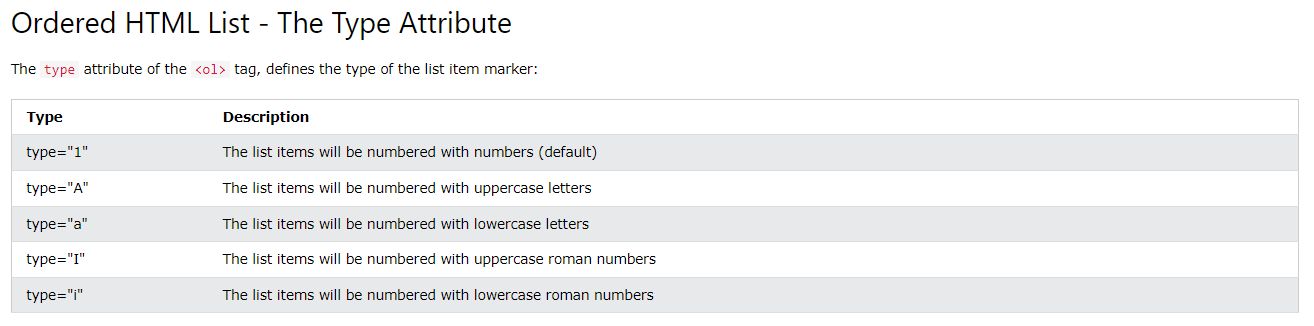 Ordered HTML List - The Type Attribute
The type attribute of the <ol> tag, defines the type of the list item marker:
Type Description
type="1" The list items will be numbered with numbers (default)
type="A" The list items will be numbered with uppercase letters
type="a" The list items will be numbered with lowercase letters
type="I" The list items will be numbered with uppercase roman numbers
type="i" The list items will be numbered with lowercase roman numbers